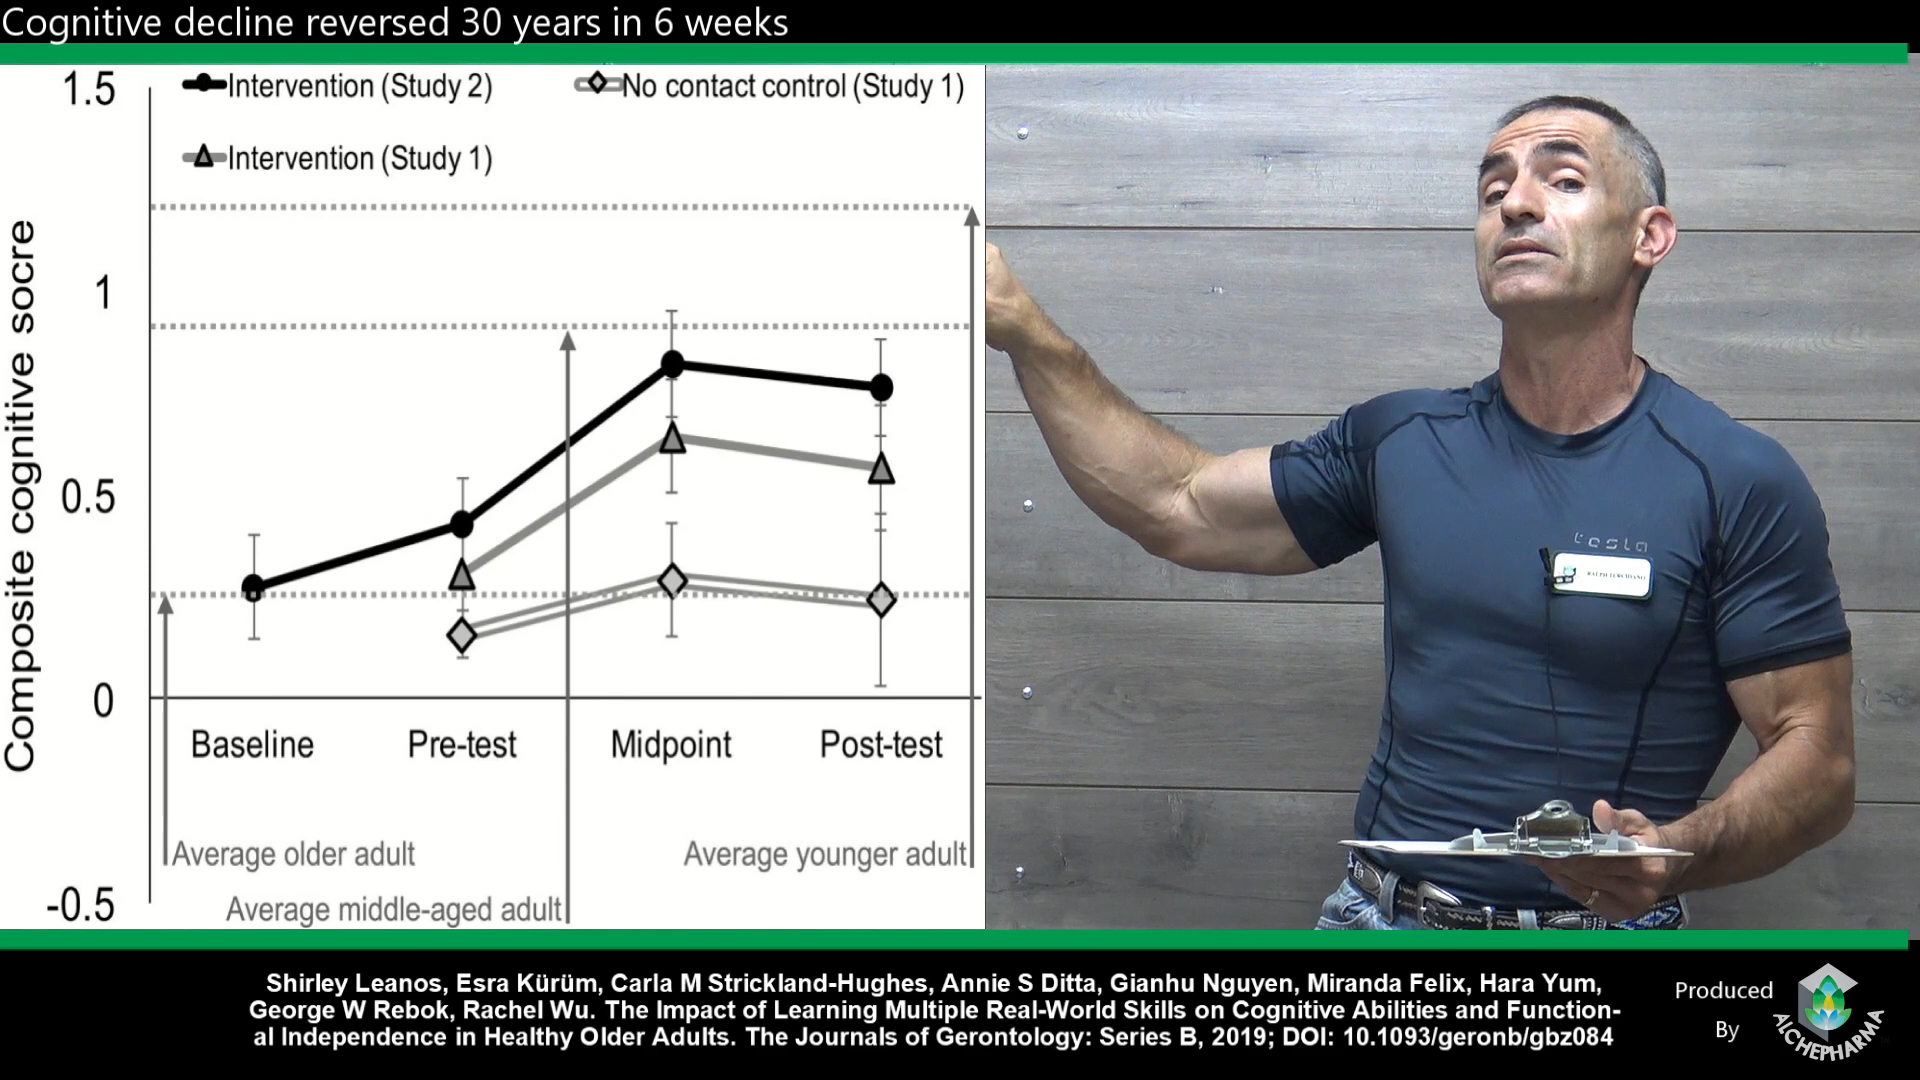 Cognitive decline reversed 30 years in 6 weeks
1.5
Intervention (Study 2)
No contact control (Study 1)
Intervention (Study 1)
Composite cognitive socre
1
0.5
0
-0.5
Baseline
Pre-test
Midpoint
Post-test
Average older adult
Average younger adult
Average middle-aged adult
tesla
Shirley Leanos, Esra Kürüm, Carla M Strickland-Hughes, Annie S Ditta, Gianhu Nguyen, Miranda Felix, Hara Yum,
George W Rebok, Rachel Wu. The Impact of Learning Multiple Real-World Skills on Cognitive Abilities and Function-
al Independence in Healthy Older Adults. The Journals of Gerontology: Series B, 2019; DOI: 10.1093/geronb/gbz084
Produced
By
ALCHEPHARMA